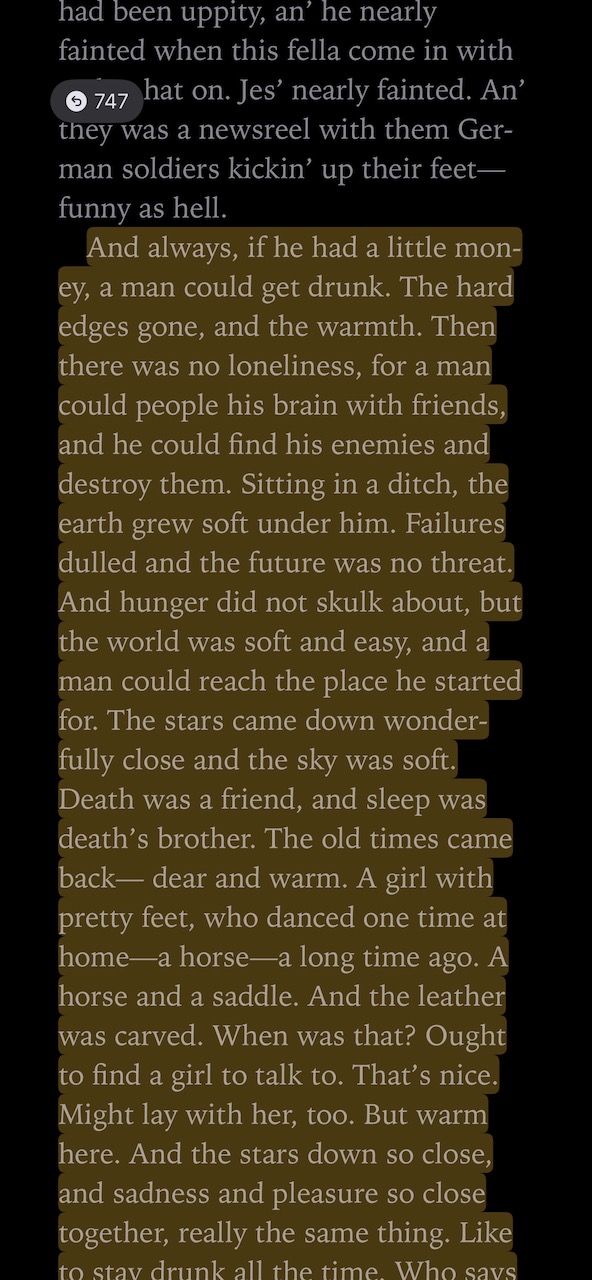 had been uppity, an’ he nearly
fainted when this fella come in with
hat on. Jes’ nearly fainted. An’
747
they was a newsreel with them Ger-
man soldiers kickin’ up their feet—
funny as hell.
And always, if he had a little mon-
ey, a man could get drunk. The hard
edges gone, and the warmth. Then
there was no loneliness, for a man
could people his brain with friends,
and he could find his enemies and
destroy them. Sitting in a ditch, the
earth grew soft under him. Failures
dulled and the future was no threat.
And hunger did not skulk about, but
the world was soft and easy, and a
man could reach the place he started
for. The stars came down wonder-
fully close and the sky was soft.
Death was a friend, and sleep was
death’s brother. The old times came
back— dear and warm. A girl with
pretty feet, who danced one time at
home—a horse—a long time ago. A
horse and a saddle. And the leather
was carved. When was that? Ought
to find a girl to talk to. That’s nice.
Might lay with her, too. But warm
here. And the stars down so close,
and sadness and pleasure so close
together, really the same thing. Like
to stay drunk all the time. Who says